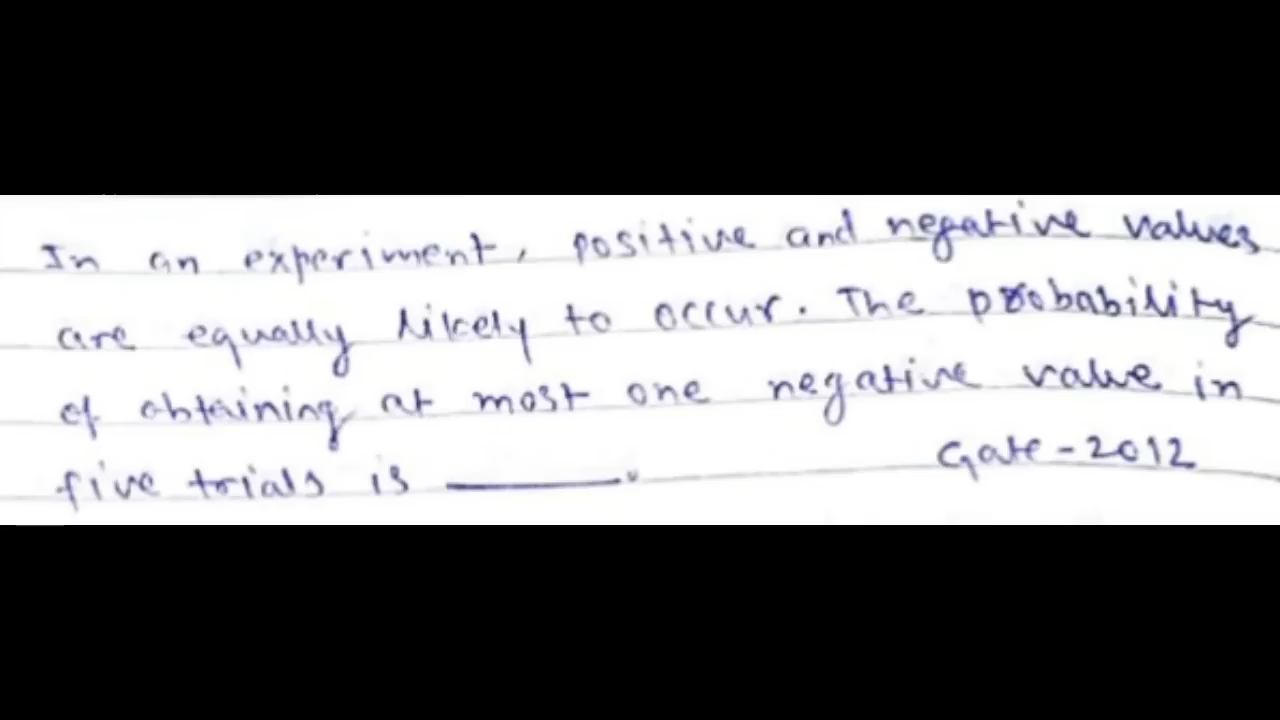 In an experiment, positive and negative values
are equally likely to occur. The probability
of obtaining at most one negative value in
five trials is ______.
Gate-2012